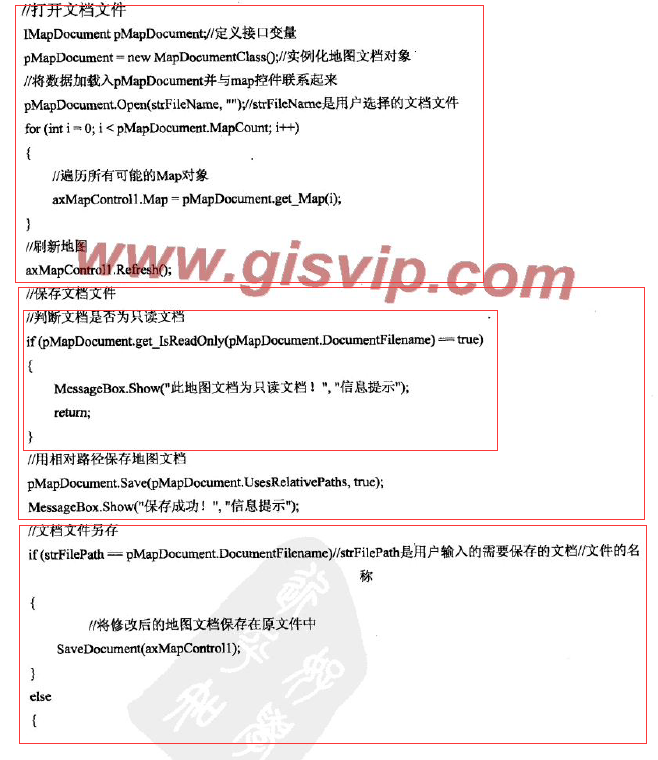 //打开文档文件
IMapDocument pMapDocument;//定义接口变量
pMapDocument = new MapDocumentClass();//实例化地图文档对象
//将数据加载入pMapDocument并与map控件联系起来
pMapDocument.Open(strFileName, "");//strFileName是用户选择的文档文件
for (int i = 0; i < pMapDocument.MapCount; i++)
{
//遍历所有可能的Map对象
axMapControl1.Map = pMapDocument.get_Map(i);
}
//刷新地图
axMapControl1.Refresh();
www.gisvip.com
//保存文档文件
//判断文档是否为只读文档
if (pMapDocument.get_IsReadOnly(pMapDocument.DocumentFilename) == true)
{
MessageBox.Show("此地图文档为只读文档！", "信息提示");
return;
}
//用相对路径保存地图文档
pMapDocument.Save(pMapDocument.UsesRelativePaths, true);
MessageBox.Show("保存成功！", "信息提示");
//文档文件另存
if (strFilePath == pMapDocument.DocumentFilename)//strFilePath是用户输入的需要保存的文档//文件的名
称
{
//将修改后的地图文档保存在原文件中
SaveDocument(axMapControl1);
}
else
{